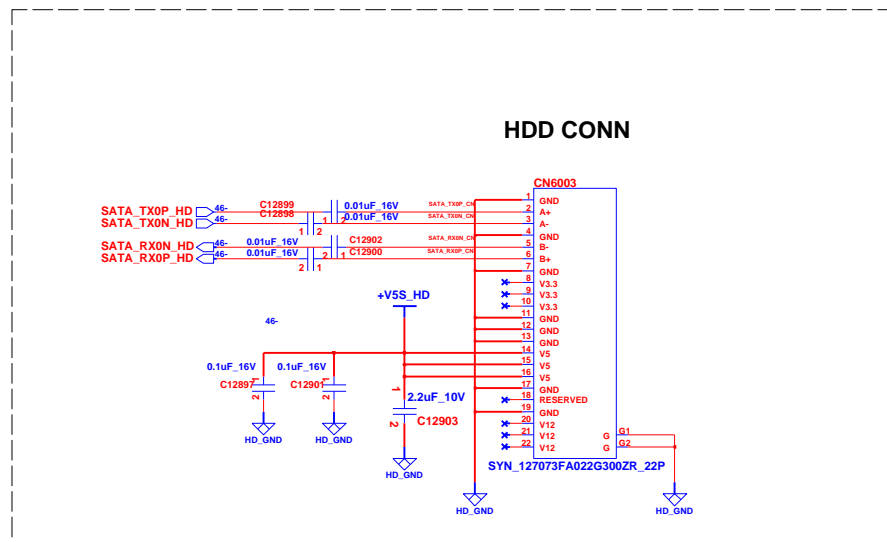 HDD CONN
CN6003
SATA_TX0P_HD 46- C12899 0.01uF_16V SATA_TX0P_CN
SATA_TX0N_HD 46- C12898 0.01uF_16V SATA_TX0N_CN
1 2
1 2
SATA_RX0N_HD 46- 0.01uF_16V C12902 SATA_RX0N_CN
SATA_RX0P_HD 46- 0.01uF_16V C12900 SATA_RX0P_CN
2 1
2 1
1 GND
2 A+
3 A-
4 GND
5 B-
6 B+
7 GND
8 V3.3
9 V3.3
10 V3.3
11 GND
12 GND
13 GND
14 V5
15 V5
16 V5
17 GND
18 RESERVED
19 GND
20 V12
21 V12 G G1
22 V12 G G2
SYN_127073FA022G300ZR_22P
+V5S_HD
46-
0.1uF_16V 0.1uF_16V
1 1
C12897 C12901
2 2
1
2.2uF_10V
C12903
2
HD_GND HD_GND
HD_GND
HD_GND HD_GND